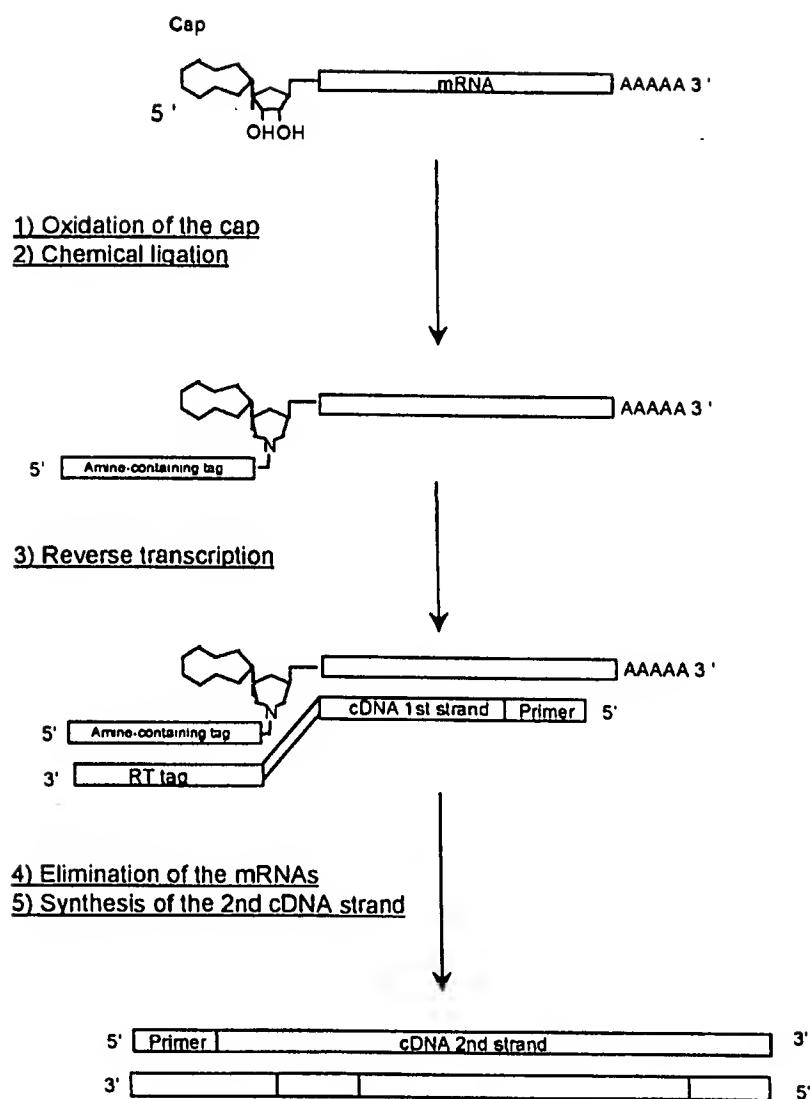 Cap
mRNA AAAAA 3 '
5 '
OHOH
1) Oxidation of the cap
2) Chemical ligation
AAAAA 3 '
N
5' Amine-containing tag
3) Reverse transcription
AAAAA 3 '
cDNA 1st strand Primer 5'
N
5' Amine-containing tag
3' RT tag
4) Elimination of the mRNAs
5) Synthesis of the 2nd cDNA strand
5' Primer cDNA 2nd strand 3'
3' 5'